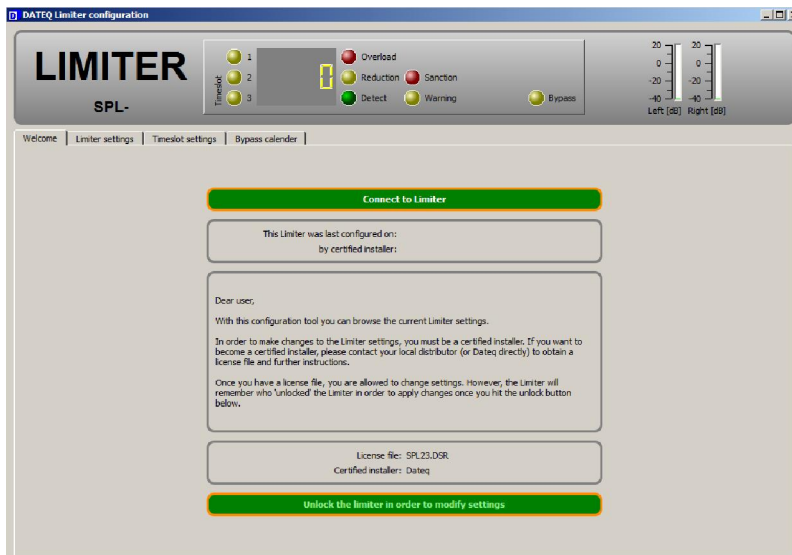 DATEQ Limiter configuration
LIMITER
SPL-
Timeslot
1
2
3
0
Overload
Reduction
Sanction
Detect
Warning
Bypass
20
0
-20
-40
Left [dB]
20
0
-20
-40
Right [dB]
Welcome
Limiter settings
Timeslot settings
Bypass calender
Connect to Limiter
This Limiter was last configured on:
by certified installer:
Dear user,
With this configuration tool you can browse the current Limiter settings.
In order to make changes to the Limiter settings, you must be a certified installer. If you want to
become a certified installer, please contact your local distributor (or Dateq directly) to obtain a
license file and further instructions.
Once you have a license file, you are allowed to change settings. However, the Limiter will
remember who 'unlocked' the Limiter in order to apply changes once you hit the unlock button
below.
License file: SPL23.DSR
Certified installer: Dateq
Unlock the limiter in order to modify settings